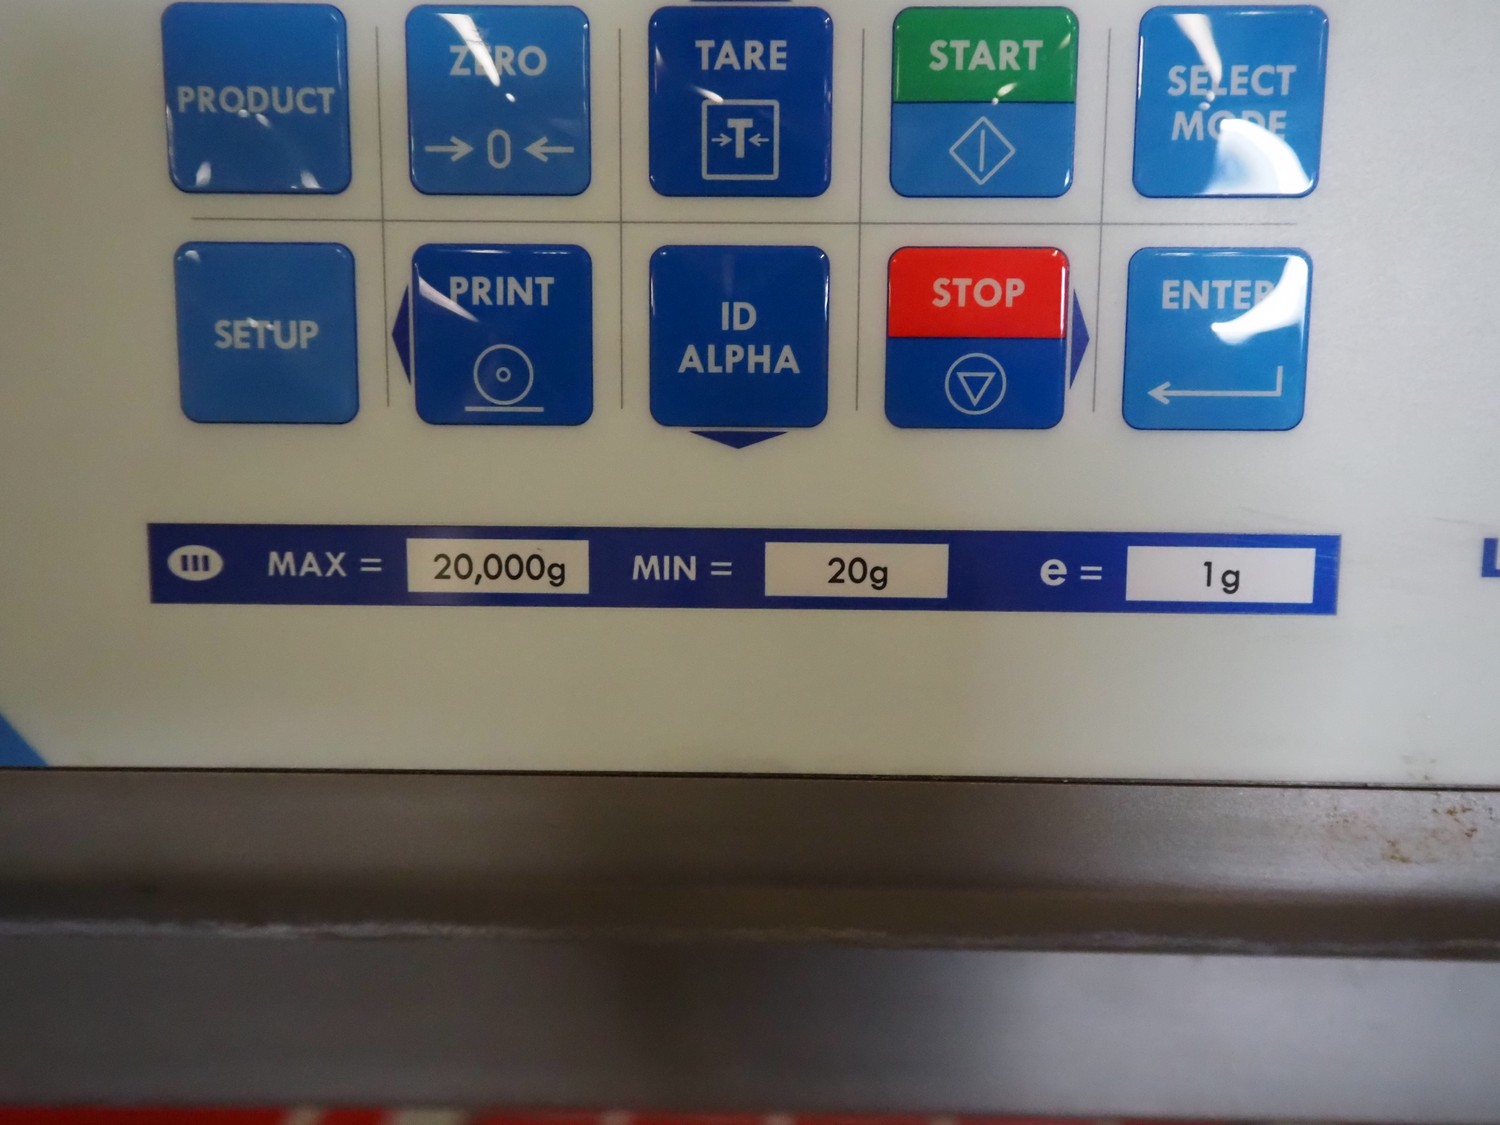 PRODUCT
ZERO
→0←
TARE
→T←
START
SELECT
MODE
SETUP
PRINT
ID
ALPHA
STOP
ENTER
III MAX = 20,000g MIN = 20g e = 1g